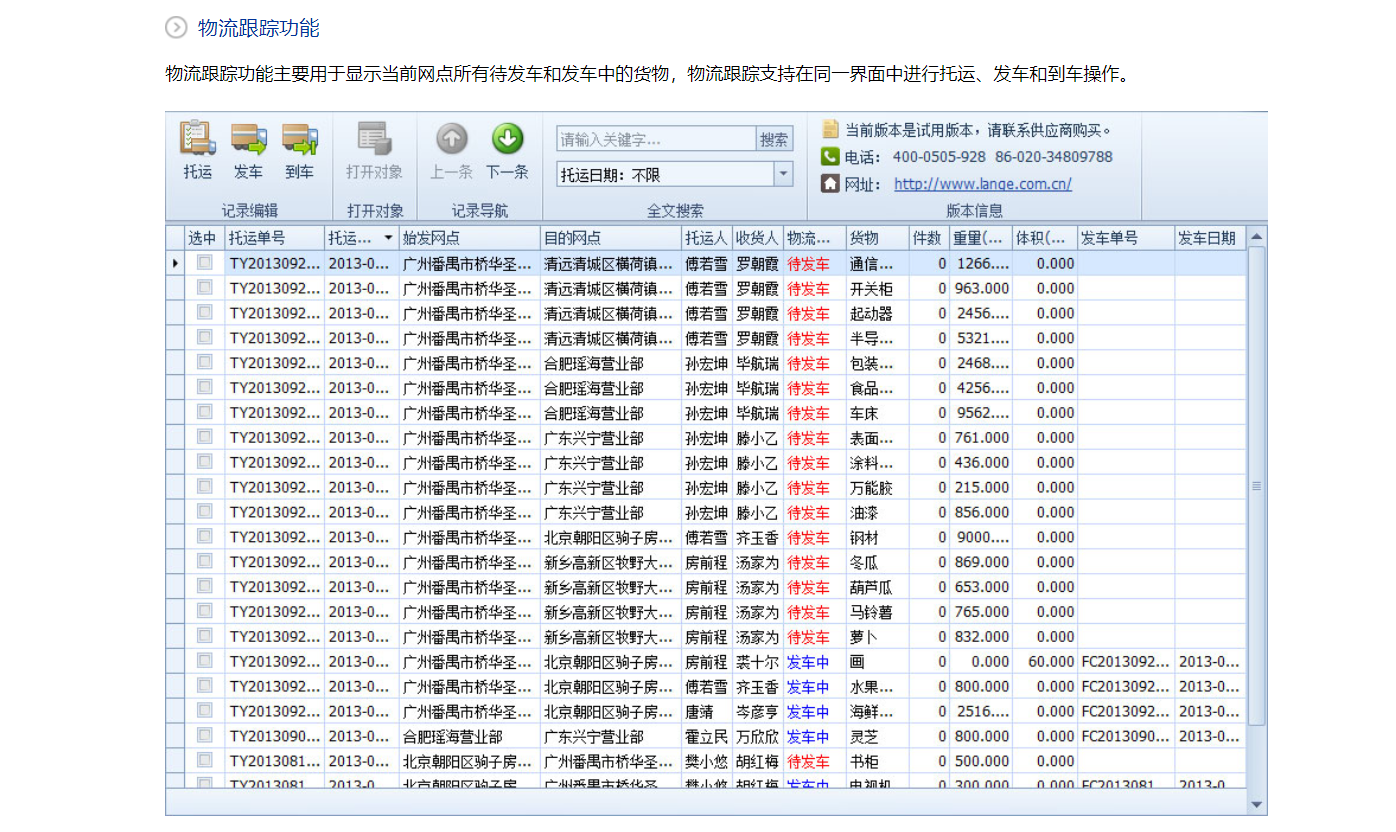 物流跟踪功能
物流跟踪功能主要用于显示当前网点所有待发车和发车中的货物，物流跟踪支持在同一界面中进行托运、发车和到车操作。
托运 发车 到车 打开对象 上一条 下一条
记录编辑 打开对象 记录导航
请输入关键字... 搜索
托运日期：不限
全文搜索
当前版本是试用版本，请联系供应商购买。
电话： 400-0505-928 86-020-34809788
网址： http://www.lange.com.cn/
版本信息
选中 托运单号 托运... 始发网点 目的网点 托运人 收货人 物流... 货物 件数 重量(... 体积(... 发车单号 发车日期
TY2013092... 2013-0... 广州番禺市桥华圣... 清远清城区横荷镇... 傅若雪 罗朝霞 待发车 通信... 0 1266.... 0.000
TY2013092... 2013-0... 广州番禺市桥华圣... 清远清城区横荷镇... 傅若雪 罗朝霞 待发车 开关柜 0 963.000 0.000
TY2013092... 2013-0... 广州番禺市桥华圣... 清远清城区横荷镇... 傅若雪 罗朝霞 待发车 起动器 0 2456.... 0.000
TY2013092... 2013-0... 广州番禺市桥华圣... 清远清城区横荷镇... 傅若雪 罗朝霞 待发车 半导... 0 5321.... 0.000
TY2013092... 2013-0... 广州番禺市桥华圣... 合肥瑶海营业部 孙宏坤 毕航瑞 待发车 包装... 0 2468.... 0.000
TY2013092... 2013-0... 广州番禺市桥华圣... 合肥瑶海营业部 孙宏坤 毕航瑞 待发车 食品... 0 4256.... 0.000
TY2013092... 2013-0... 广州番禺市桥华圣... 合肥瑶海营业部 孙宏坤 毕航瑞 待发车 车床 0 9562.... 0.000
TY2013092... 2013-0... 广州番禺市桥华圣... 广东兴宁营业部 孙宏坤 滕小乙 待发车 表面... 0 761.000 0.000
TY2013092... 2013-0... 广州番禺市桥华圣... 广东兴宁营业部 孙宏坤 滕小乙 待发车 涂料... 0 436.000 0.000
TY2013092... 2013-0... 广州番禺市桥华圣... 广东兴宁营业部 孙宏坤 滕小乙 待发车 万能胶 0 215.000 0.000
TY2013092... 2013-0... 广州番禺市桥华圣... 广东兴宁营业部 孙宏坤 滕小乙 待发车 油漆 0 856.000 0.000
TY2013092... 2013-0... 广州番禺市桥华圣... 北京朝阳区驹子房... 傅若雪 齐玉香 待发车 钢材 0 9000.... 0.000
TY2013092... 2013-0... 广州番禺市桥华圣... 新乡高新区牧野大... 房前程 汤家为 待发车 冬瓜 0 869.000 0.000
TY2013092... 2013-0... 广州番禺市桥华圣... 新乡高新区牧野大... 房前程 汤家为 待发车 葫芦瓜 0 653.000 0.000
TY2013092... 2013-0... 广州番禺市桥华圣... 新乡高新区牧野大... 房前程 汤家为 待发车 马铃薯 0 765.000 0.000
TY2013092... 2013-0... 广州番禺市桥华圣... 新乡高新区牧野大... 房前程 汤家为 待发车 萝卜 0 832.000 0.000
TY2013092... 2013-0... 广州番禺市桥华圣... 北京朝阳区驹子房... 房前程 裘十尔 发车中 画 0 0.000 60.000 FC2013092... 2013-0...
TY2013092... 2013-0... 广州番禺市桥华圣... 北京朝阳区驹子房... 傅若雪 齐玉香 发车中 水果... 0 800.000 0.000 FC2013092... 2013-0...
TY2013092... 2013-0... 广州番禺市桥华圣... 北京朝阳区驹子房... 唐靖 岑彦亨 发车中 海鲜... 0 2516.... 0.000 FC2013092... 2013-0...
TY2013090... 2013-0... 合肥瑶海营业部 广东兴宁营业部 霍立民 万欣欣 发车中 灵芝 0 800.000 0.000 FC2013090... 2013-0...
TY2013081... 2013-0... 北京朝阳区驹子房... 广州番禺市桥华圣... 樊小悠 胡红梅 待发车 书柜 0 500.000 0.000
TY2013081 2013-0 北京朝阳区驹子房 广州番禺市桥华圣 樊小悠 胡红梅 发车中 电视机 0 300.000 0.000 FC2013081 2013-0